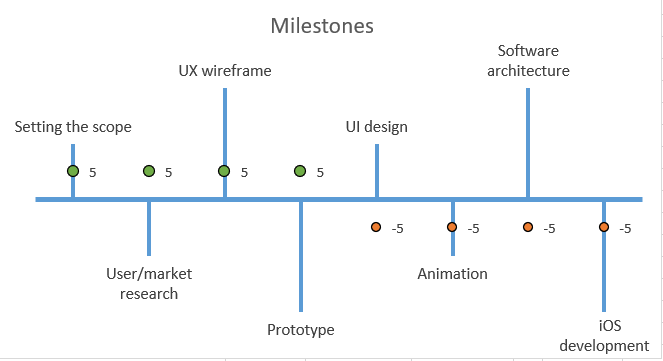 Milestones
Software
architecture
UX wireframe
Setting the scope
UI design
5
5
5
5
-5
-5
-5
-5
User/market
research
Animation
Prototype
iOS
development